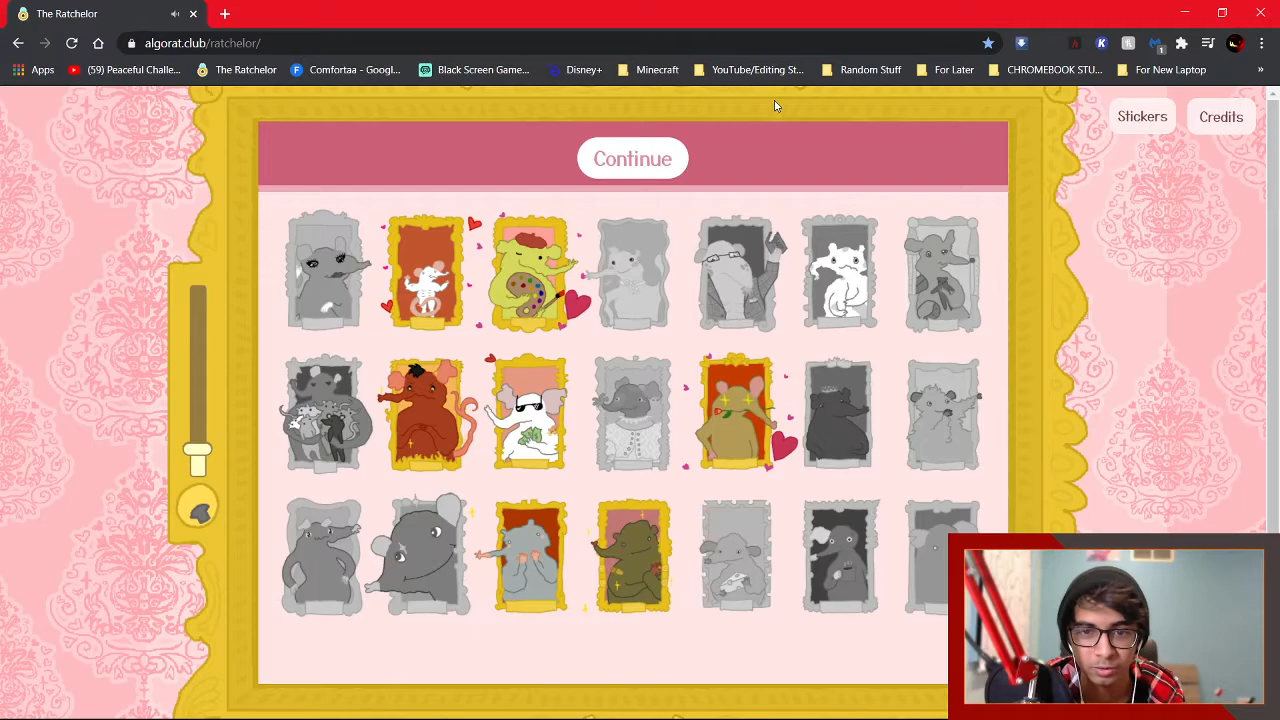 The Ratchelor
algorat.club/ratchelor/
1
Apps
(59) Peaceful Challe...
The Ratchelor
Comfortaa - Googl...
Black Screen Game...
Disney+
Minecraft
YouTube/Editing St...
Random Stuff
For Later
CHROMEBOOK STU...
For New Laptop
»
Stickers
Credits
Continue